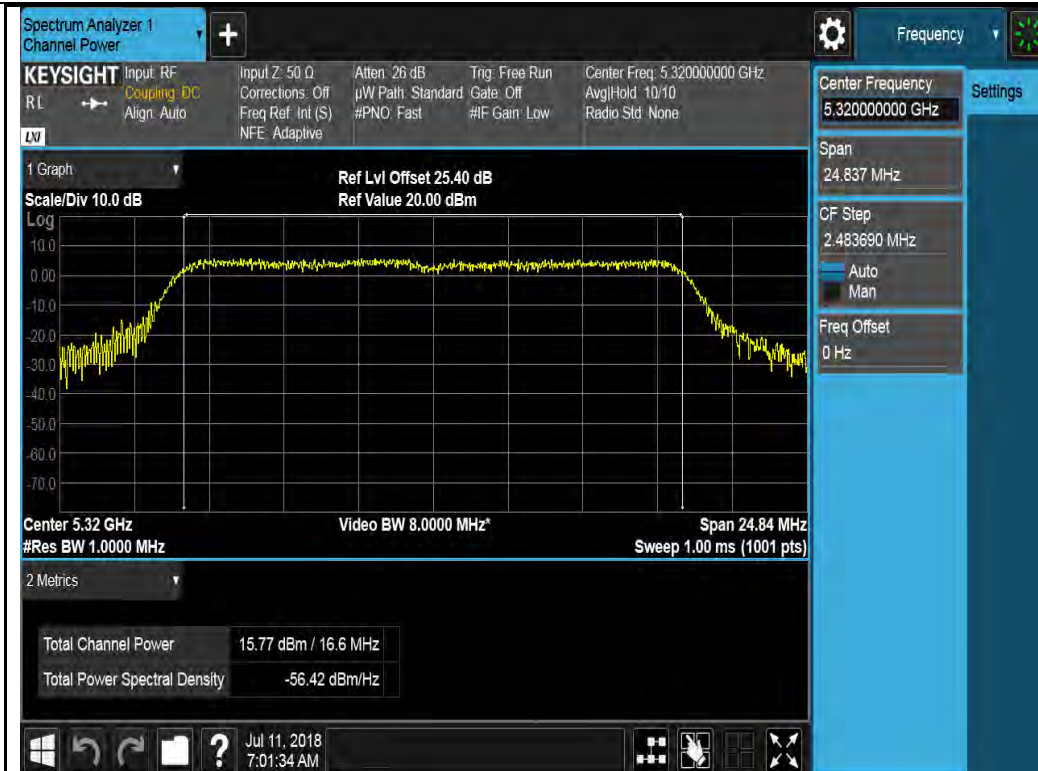 Spectrum Analyzer 1
Channel Power
+
Frequency
KEYSIGHT
RL
LXI
Input: RF
Coupling: DC
Align: Auto
Input Z: 50 Ω
Corrections: Off
Freq Ref: Int (S)
NFE: Adaptive
Atten: 26 dB
µW Path: Standard
#PNO: Fast
Trig: Free Run
Gate: Off
#IF Gain: Low
Center Freq: 5.320000000 GHz
Avg|Hold: 10/10
Radio Std: None
Center Frequency
5.320000000 GHz
Settings
Span
24.837 MHz
CF Step
2.483690 MHz
Auto
Man
Freq Offset
0 Hz
1 Graph
Ref Lvl Offset 25.40 dB
Scale/Div 10.0 dB
Ref Value 20.00 dBm
Log
10.0
0.00
-10.0
-20.0
-30.0
-40.0
-50.0
-60.0
-70.0
Center 5.32 GHz
Video BW 8.0000 MHz*
Span 24.84 MHz
#Res BW 1.0000 MHz
Sweep 1.00 ms (1001 pts)
2 Metrics
Total Channel Power 15.77 dBm / 16.6 MHz
Total Power Spectral Density -56.42 dBm/Hz
?
Jul 11, 2018
7:01:34 AM